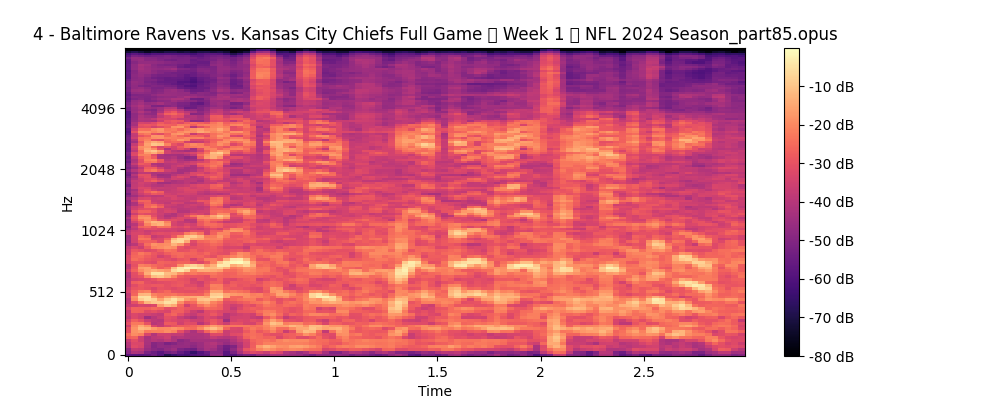 4 - Baltimore Ravens vs. Kansas City Chiefs Full Game ▯ Week 1 ▯ NFL 2024 Season_part85.opus
Hz
4096
2048
1024
512
0
0 0.5 1 1.5 2 2.5
Time
-10 dB
-20 dB
-30 dB
-40 dB
-50 dB
-60 dB
-70 dB
-80 dB